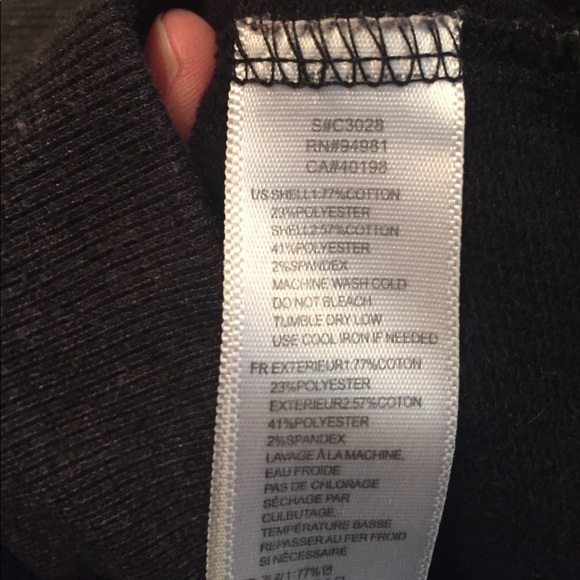 S#C3028
RN#94981
CA#40198
US SHELL1:77%COTTON
23%POLYESTER
SHELL2:57%COTTON
41%POLYESTER
2%SPANDEX
MACHINE WASH COLD
DO NOT BLEACH
TUMBLE DRY LOW
USE COOL IRON IF NEEDED
FR EXTERIEUR1:77%COTON
23%POLYESTER
EXTERIEUR2:57%COTON
41%POLYESTER
2%SPANDEX
LAVAGE À LA MACHINE,
EAU FROIDE
PAS DE CHLORAGE
SÉCHAGE PAR
CULBUTAGE,
TEMPÉRATURE BASSE
REPASSER AU FER FROID
SI NÉCESSAIRE
1:77%